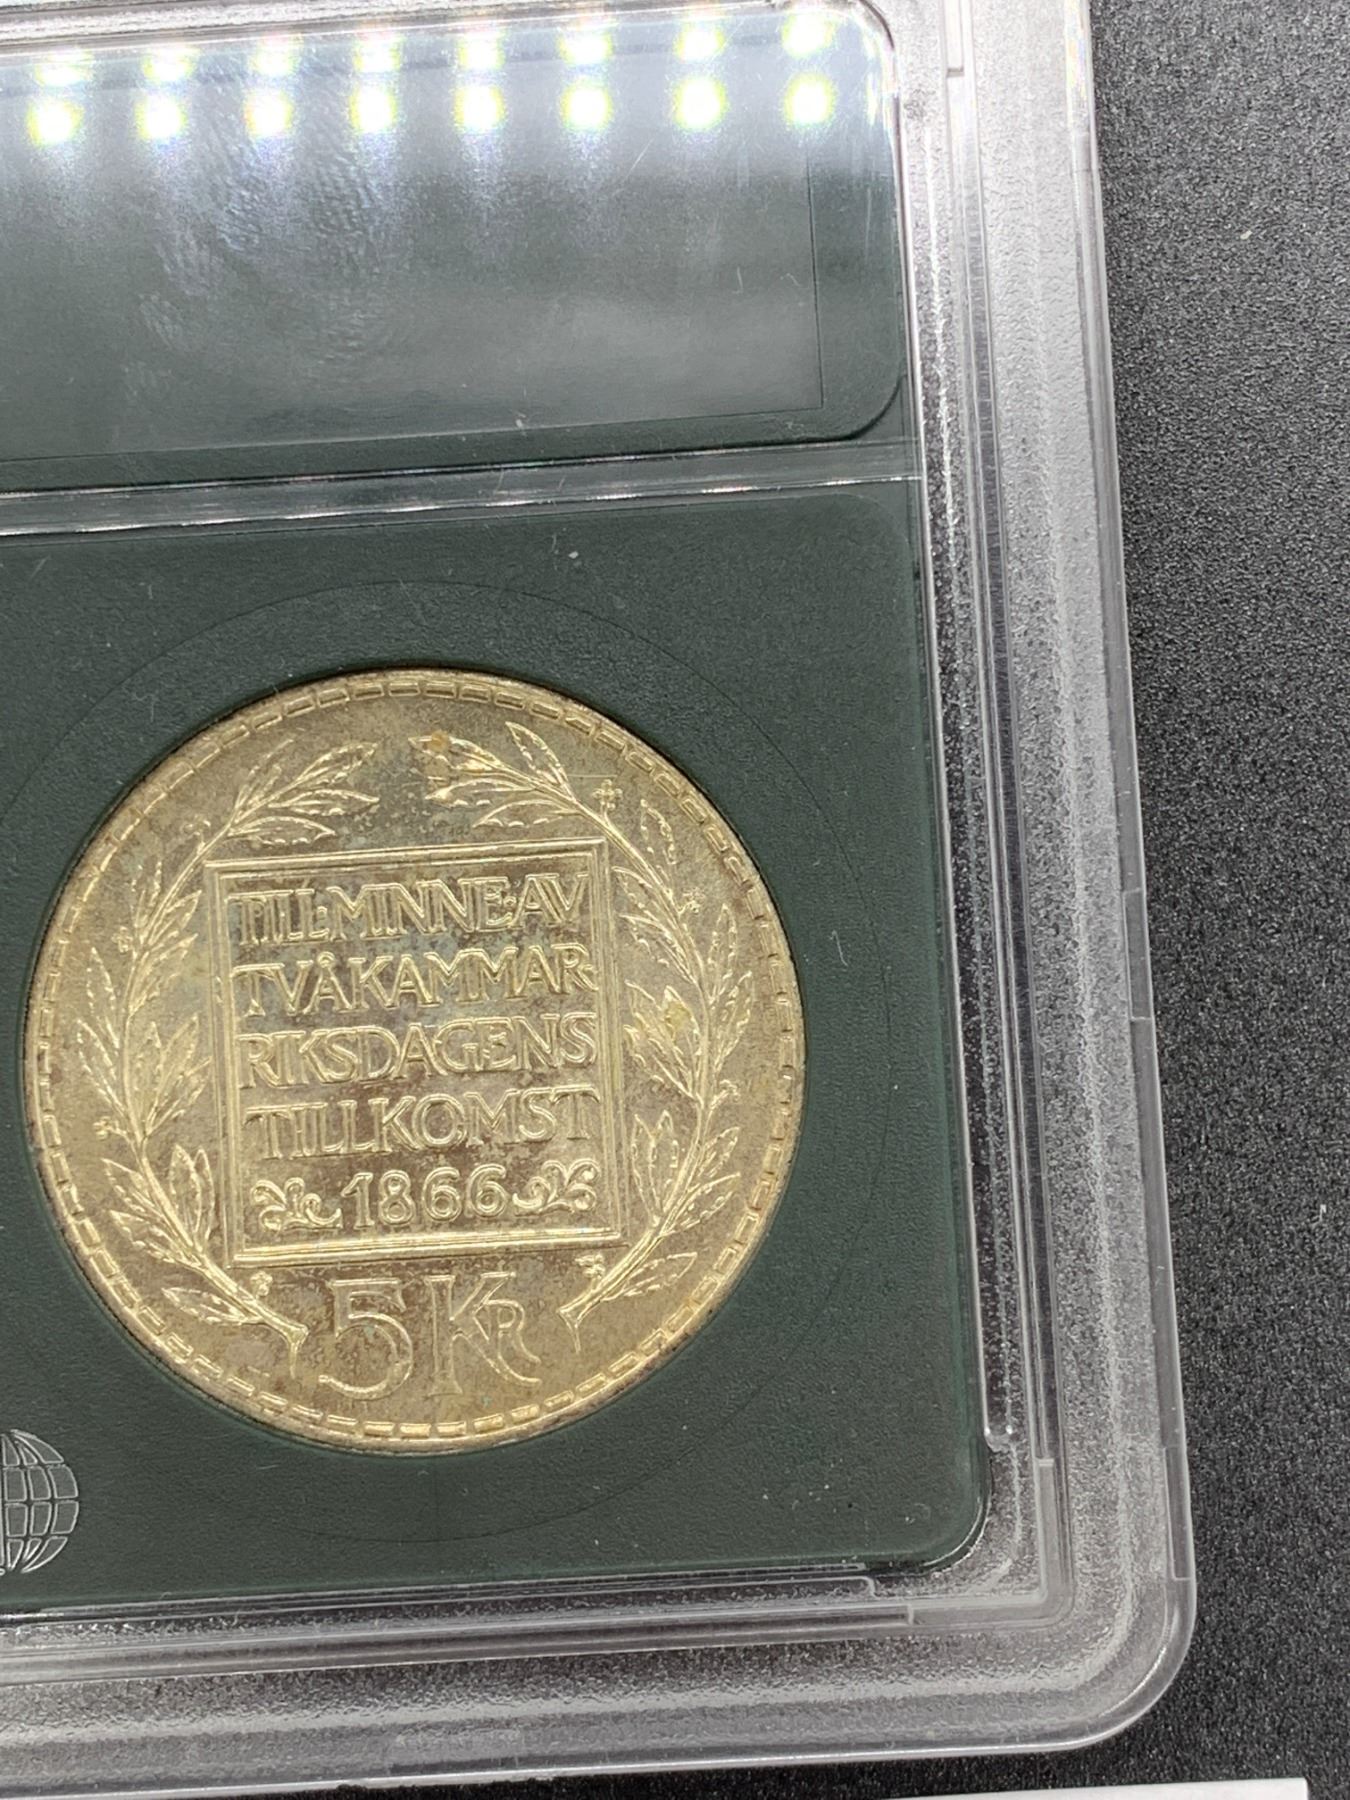 TILL·MINNE·AV
TVÅKAMMAR-
RIKSDAGENS
TILLKOMST
1866
5 KR